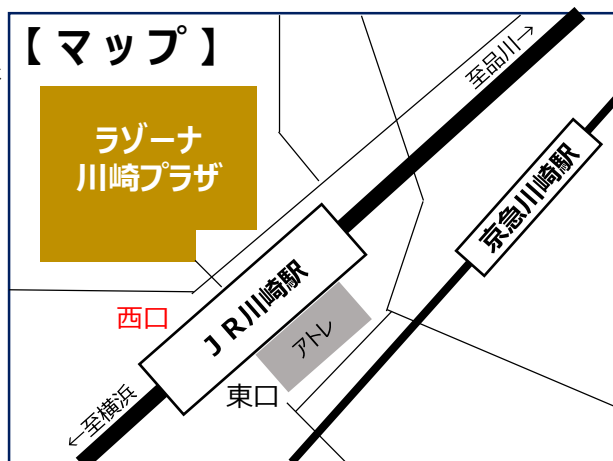 【 マップ 】
至品川→
ラゾーナ
川崎プラザ
京急川崎駅
JR川崎駅
西口
アトレ
東口
←至横浜